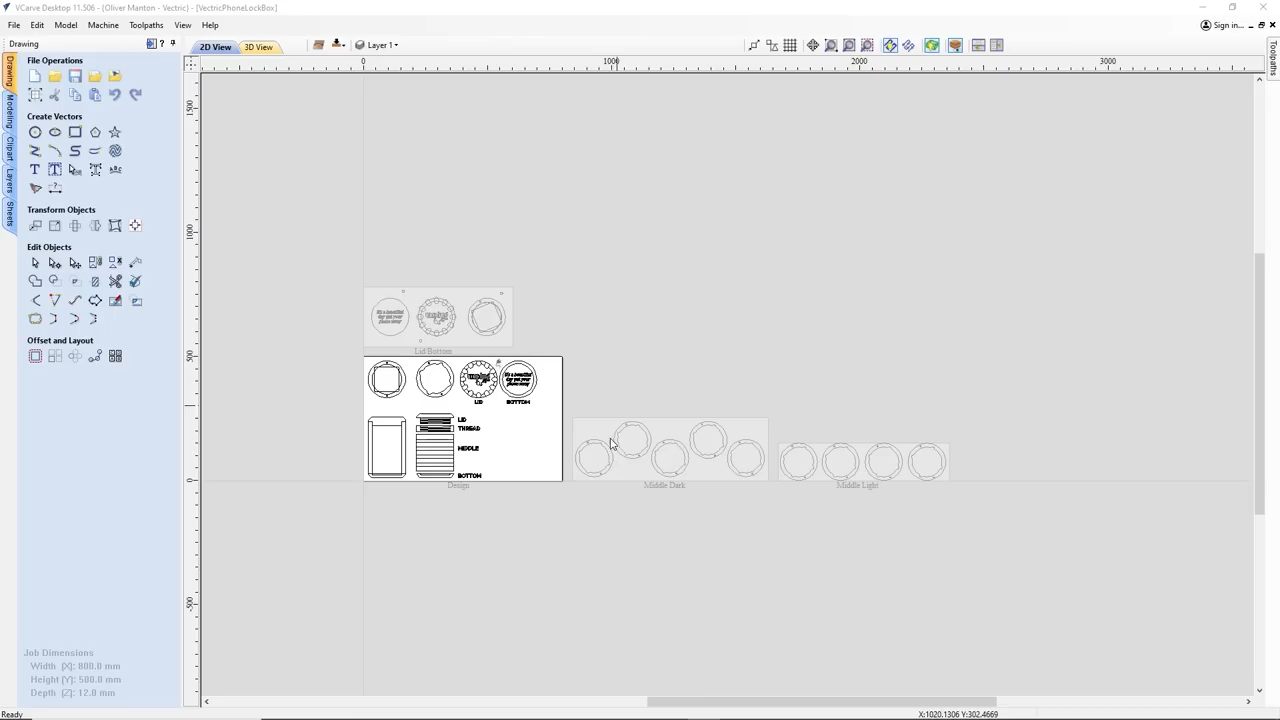 VCarve Desktop 11.506 - {Oliver Manton - Vectric} - [VectricPhoneLockBox]
File Edit Model Machine Toolpaths View Help
Sign in...
Drawing
2D View 3D View Layer 1
Toolpaths
Drawing
Modeling
Clipart
Layers
Sheets
File Operations
Create Vectors
Transform Objects
Edit Objects
Offset and Layout
0 1000 2000 3000
1500
1000
500
0
-500
Lid Bottom
LID
BOTTOM
LID
THREAD
MIDDLE
BOTTOM
Design
Middle Dark
Middle Light
Job Dimensions
Width (X): 800.0 mm
Height (Y): 500.0 mm
Depth (Z): 12.0 mm
Ready
X:1020.1306 Y:302.4669